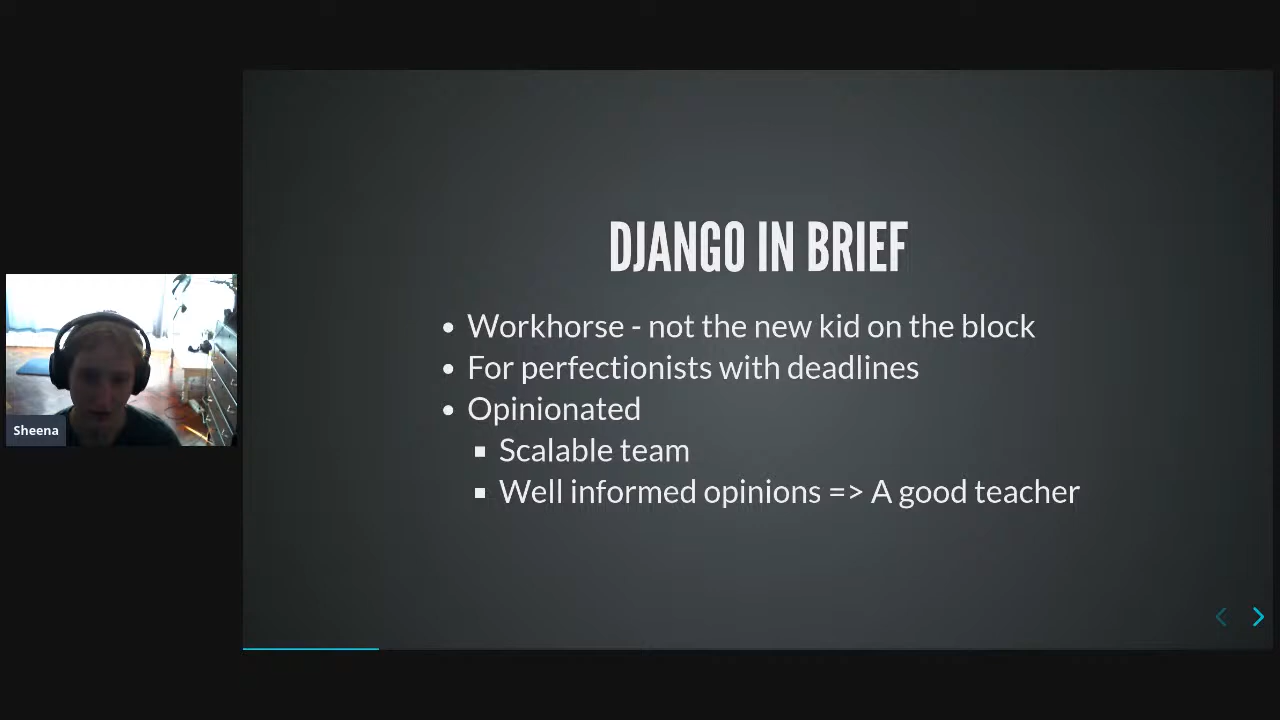 DJANGO IN BRIEF
Workhorse - not the new kid on the block
For perfectionists with deadlines
Opinionated
Scalable team
Well informed opinions => A good teacher
Sheena